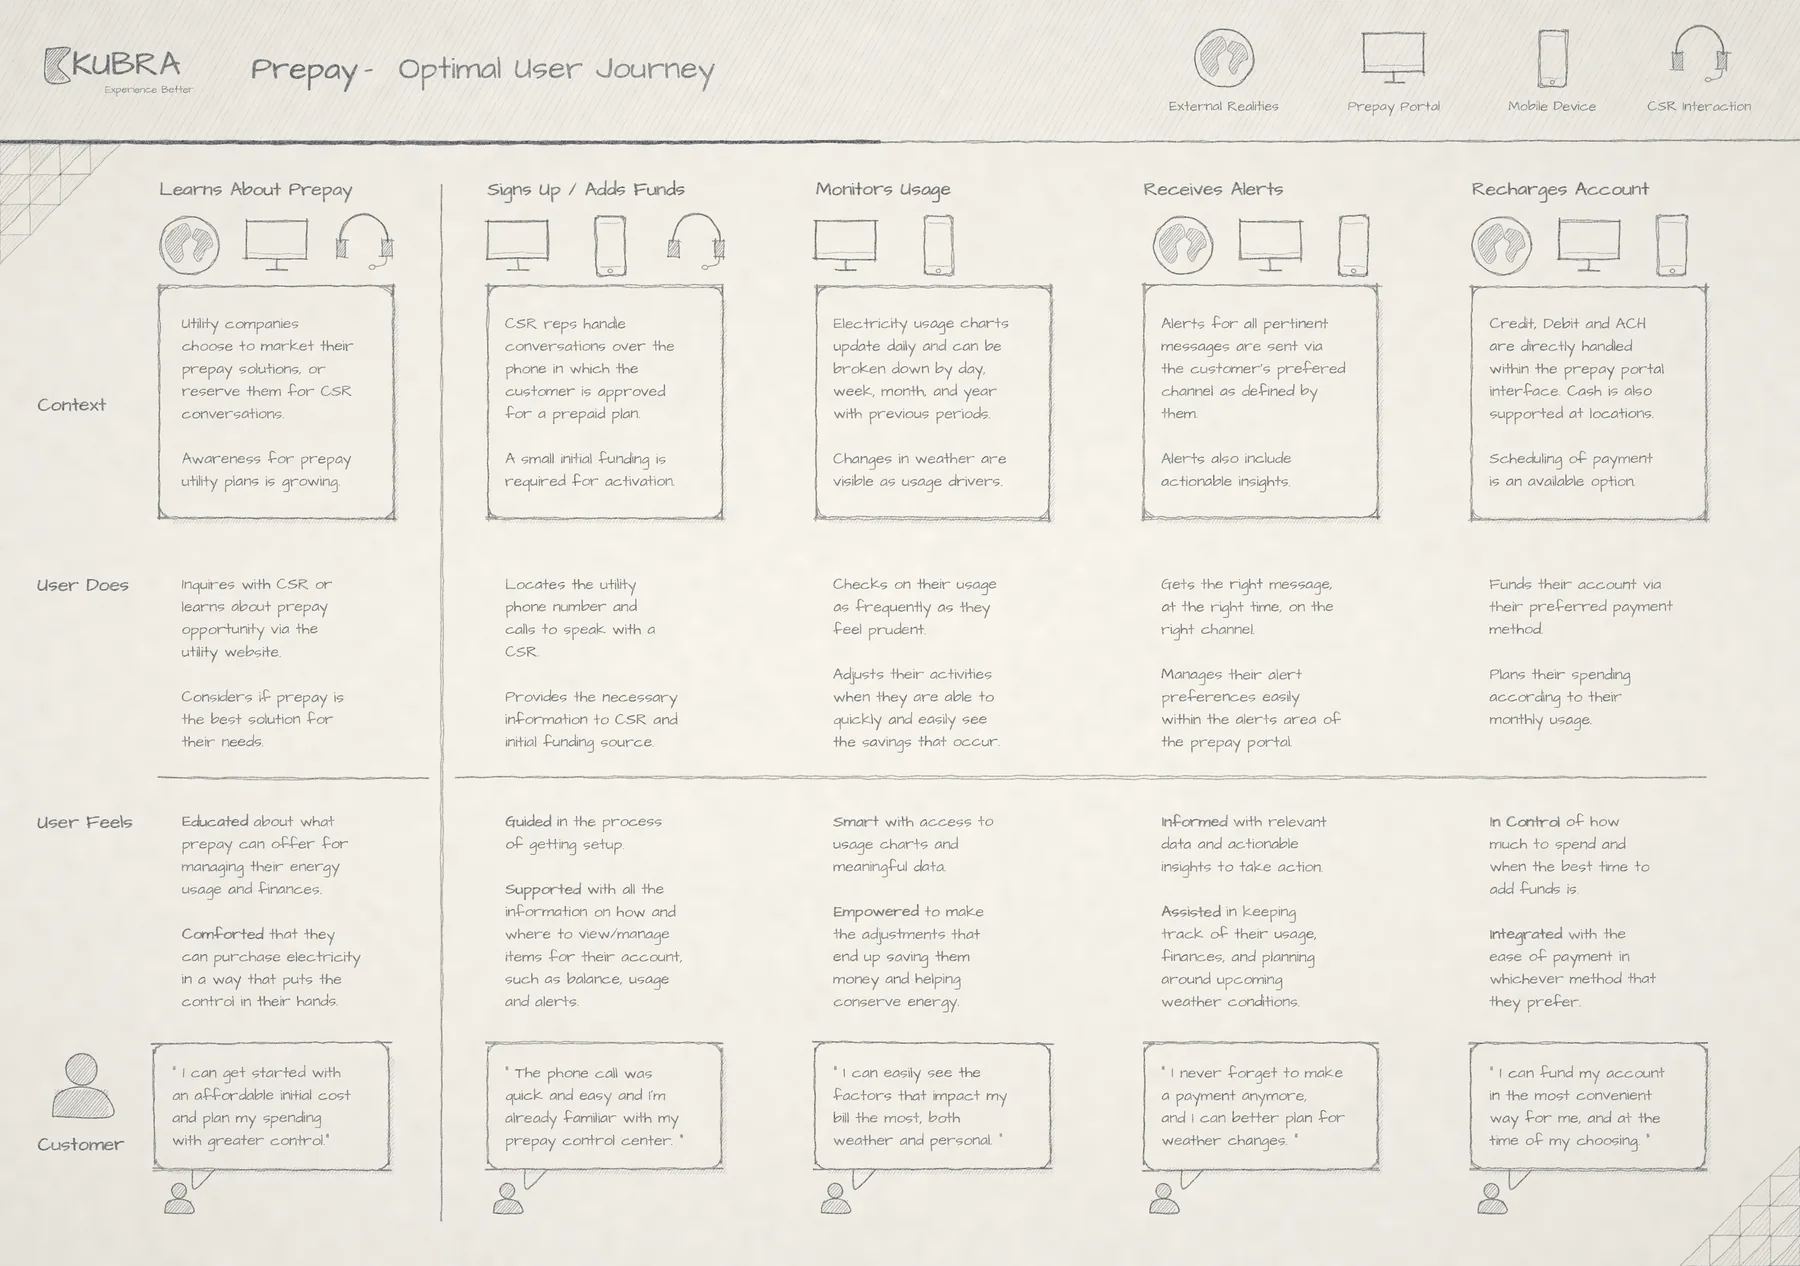 KUBRA
Experience Better
Prepay - Optimal User Journey
External Realities
Prepay Portal
Mobile Device
CSR Interaction
Learns About Prepay
Signs Up / Adds Funds
Monitors Usage
Receives Alerts
Recharges Account
Context
Utility companies
choose to market their
prepay solutions, or
reserve them for CSR
conversations.
Awareness for prepay
utility plans is growing.
CSR reps handle
conversations over the
phone in which the
customer is approved
for a prepaid plan.
A small initial funding is
required for activation.
Electricity usage charts
update daily and can be
broken down by day,
week, month, and year
with previous periods.
Changes in weather are
visible as usage drivers.
Alerts for all pertinent
messages are sent via
the customer's prefered
channel as defined by
them.
Alerts also include
actionable insights.
Credit, Debit and ACH
are directly handled
within the prepay portal
interface. Cash is also
supported at locations.
Scheduling of payment
is an available option.
User Does
Inquires with CSR or
learns about prepay
opportunity via the
utility website.
Considers if prepay is
the best solution for
their needs.
Locates the utility
phone number and
calls to speak with a
CSR.
Provides the necessary
information to CSR and
initial funding source.
Checks on their usage
as frequently as they
feel prudent.
Adjusts their activities
when they are able to
quickly and easily see
the savings that occur.
Gets the right message,
at the right time, on the
right channel.
Manages their alert
preferences easily
within the alerts area of
the prepay portal.
Funds their account via
their preferred payment
method.
Plans their spending
according to their
monthly usage.
User Feels
Educated about what
prepay can offer for
managing their energy
usage and finances.
Comforted that they
can purchase electricity
in a way that puts the
control in their hands.
Guided in the process
of getting setup.
Supported with all the
information on how and
where to view/manage
items for their account,
such as balance, usage
and alerts.
Smart with access to
usage charts and
meaningful data.
Empowered to make
the adjustments that
end up saving them
money and helping
conserve energy.
Informed with relevant
data and actionable
insights to take action.
Assisted in keeping
track of their usage,
finances, and planning
around upcoming
weather conditions.
In Control of how
much to spend and
when the best time to
add funds is.
Integrated with the
ease of payment in
whichever method that
they prefer.
Customer
" I can get started with
an affordable initial cost
and plan my spending
with greater control."
" The phone call was
quick and easy and I'm
already familiar with my
prepay control center. "
" I can easily see the
factors that impact my
bill the most, both
weather and personal. "
" I never forget to make
a payment anymore,
and I can better plan for
weather changes. "
" I can fund my account
in the most convenient
way for me, and at the
time of my choosing. "